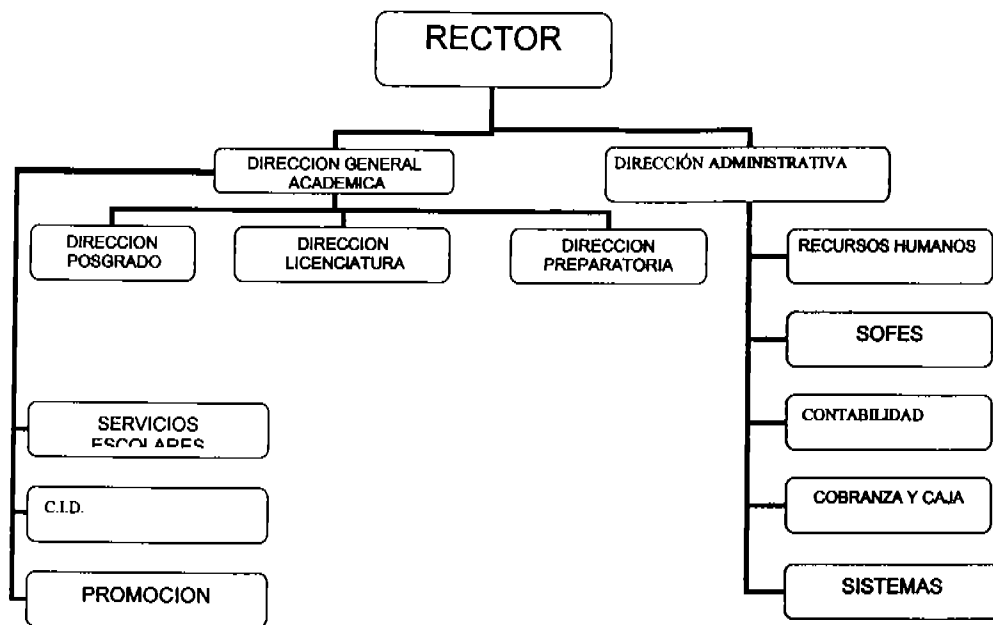 RECTOR
DIRECCION GENERAL
ACADEMICA
DIRECCIÓN ADMINISTRATIVA
DIRECCION
POSGRADO
DIRECCION
LICENCIATURA
DIRECCION
PREPARATORIA
RECURSOS HUMANOS
SOFES
SERVICIOS
ESCOLARES
CONTABILIDAD
C.I.D.
COBRANZA Y CAJA
PROMOCION
SISTEMAS